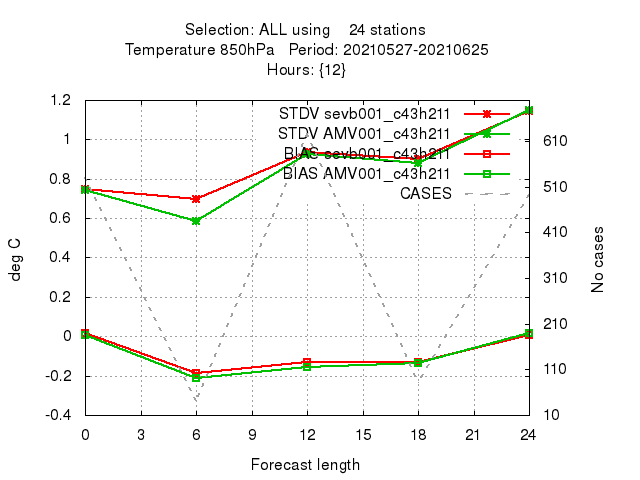 Selection: ALL using 24 stations
Temperature 850hPa Period: 20210527-20210625
Hours: {12}
1.2
1
0.8
0.6
0.4
0.2
0
-0.2
-0.4
deg C
STDV sevb001_c43h211
STDV AMV001_c43h211
BIAS sevb001_c43h211
BIAS AMV001_c43h211
CASES
610
510
410
310
210
110
10
No cases
0 3 6 9 12 15 18 21 24
Forecast length